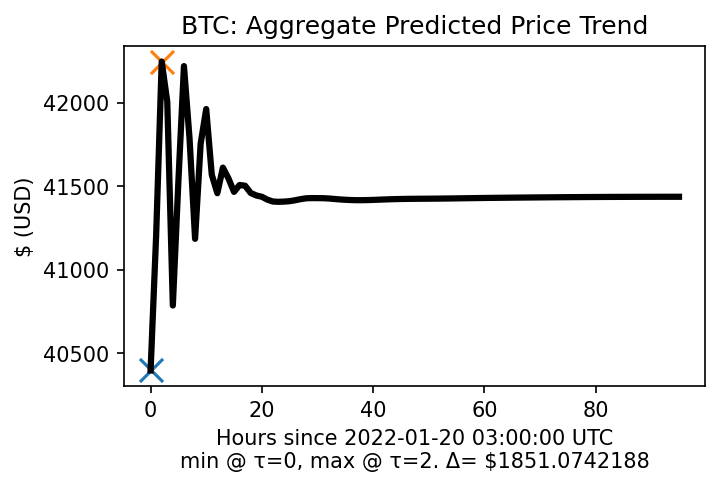 BTC: Aggregate Predicted Price Trend
$ (USD)
42000
41500
41000
40500
0 20 40 60 80
Hours since 2022-01-20 03:00:00 UTC
min @ τ=0, max @ τ=2. Δ= $1851.0742188